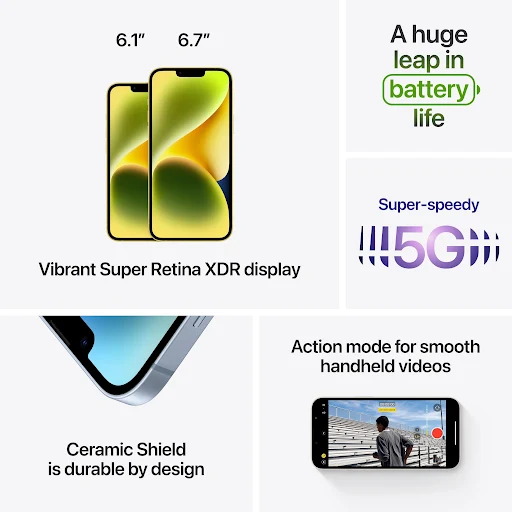 6.1″ 6.7″
Vibrant Super Retina XDR display
A huge
leap in
battery
life
Super-speedy
5G
Ceramic Shield
is durable by design
Action mode for smooth
handheld videos